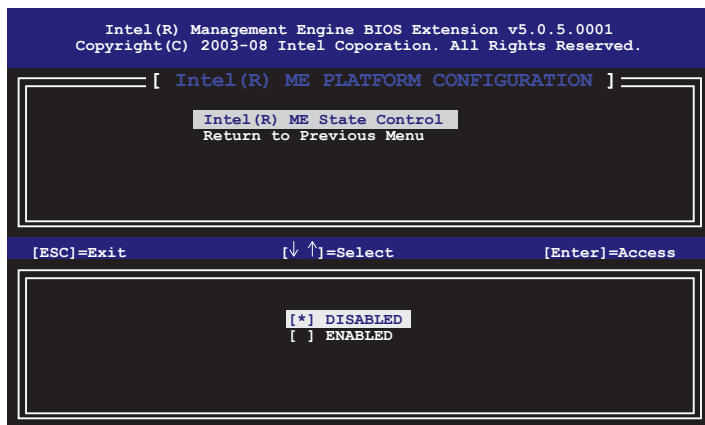 Intel(R) Management Engine BIOS Extension v5.0.5.0001
Copyright(C) 2003-08 Intel Coporation. All Rights Reserved.
[ Intel(R) ME PLATFORM CONFIGURATION ]
Intel(R) ME State Control
Return to Previous Menu
[ESC]=Exit [↓ ↑]=Select [Enter]=Access
[*] DISABLED
[ ] ENABLED